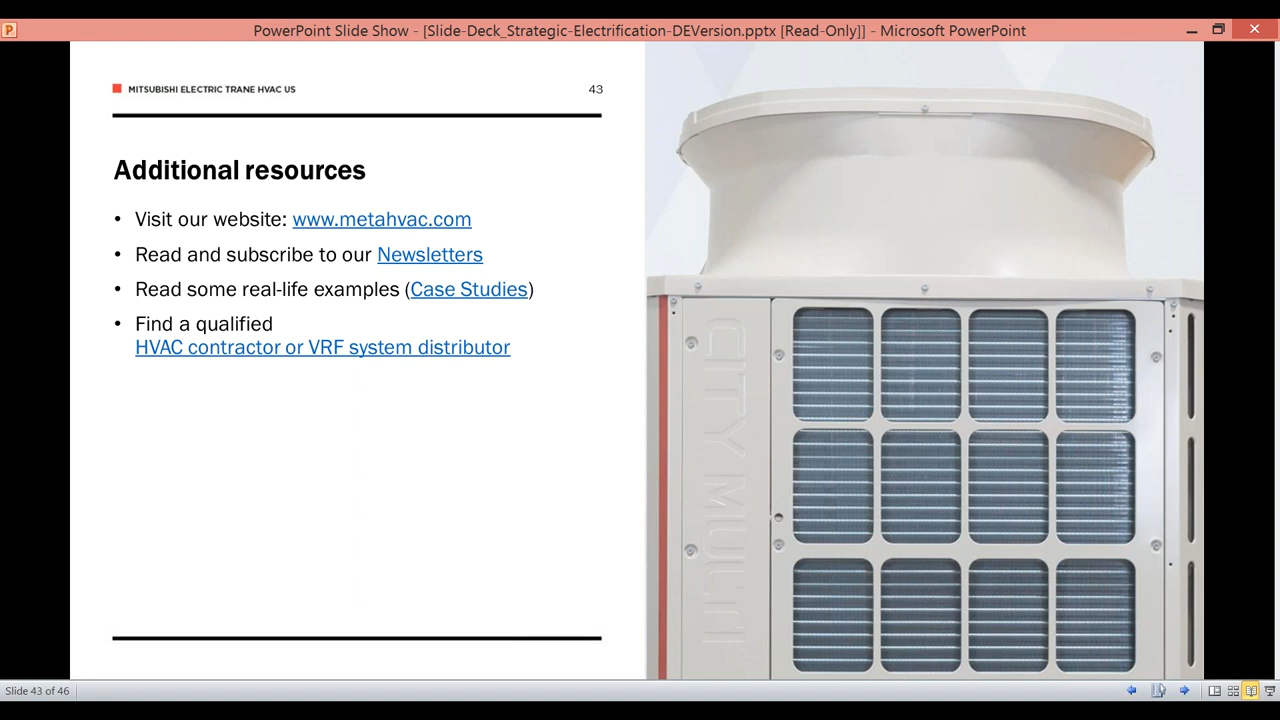 PowerPoint Slide Show - [Slide-Deck_Strategic-Electrification-DEVersion.pptx [Read-Only]] - Microsoft PowerPoint
MITSUBISHI ELECTRIC TRANE HVAC US
43
Additional resources
• Visit our website: www.metahvac.com
• Read and subscribe to our Newsletters
• Read some real-life examples (Case Studies)
• Find a qualified
HVAC contractor or VRF system distributor
CITY MULTI
Slide 43 of 46